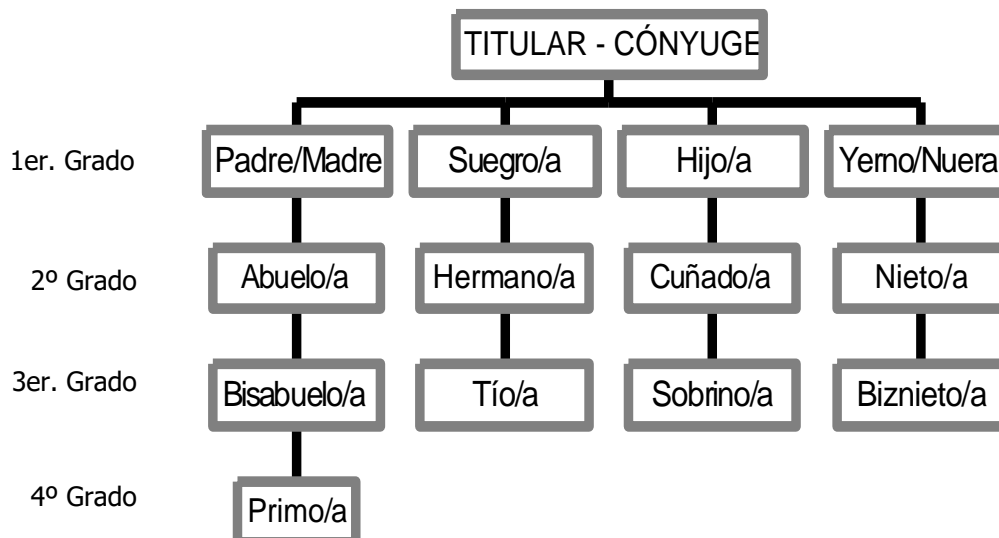 TITULAR - CÓNYUGE
1er. Grado Padre/Madre Suegro/a Hijo/a Yerno/Nuera
2º Grado Abuelo/a Hermano/a Cuñado/a Nieto/a
3er. Grado Bisabuelo/a Tío/a Sobrino/a Biznieto/a
4º Grado Primo/a